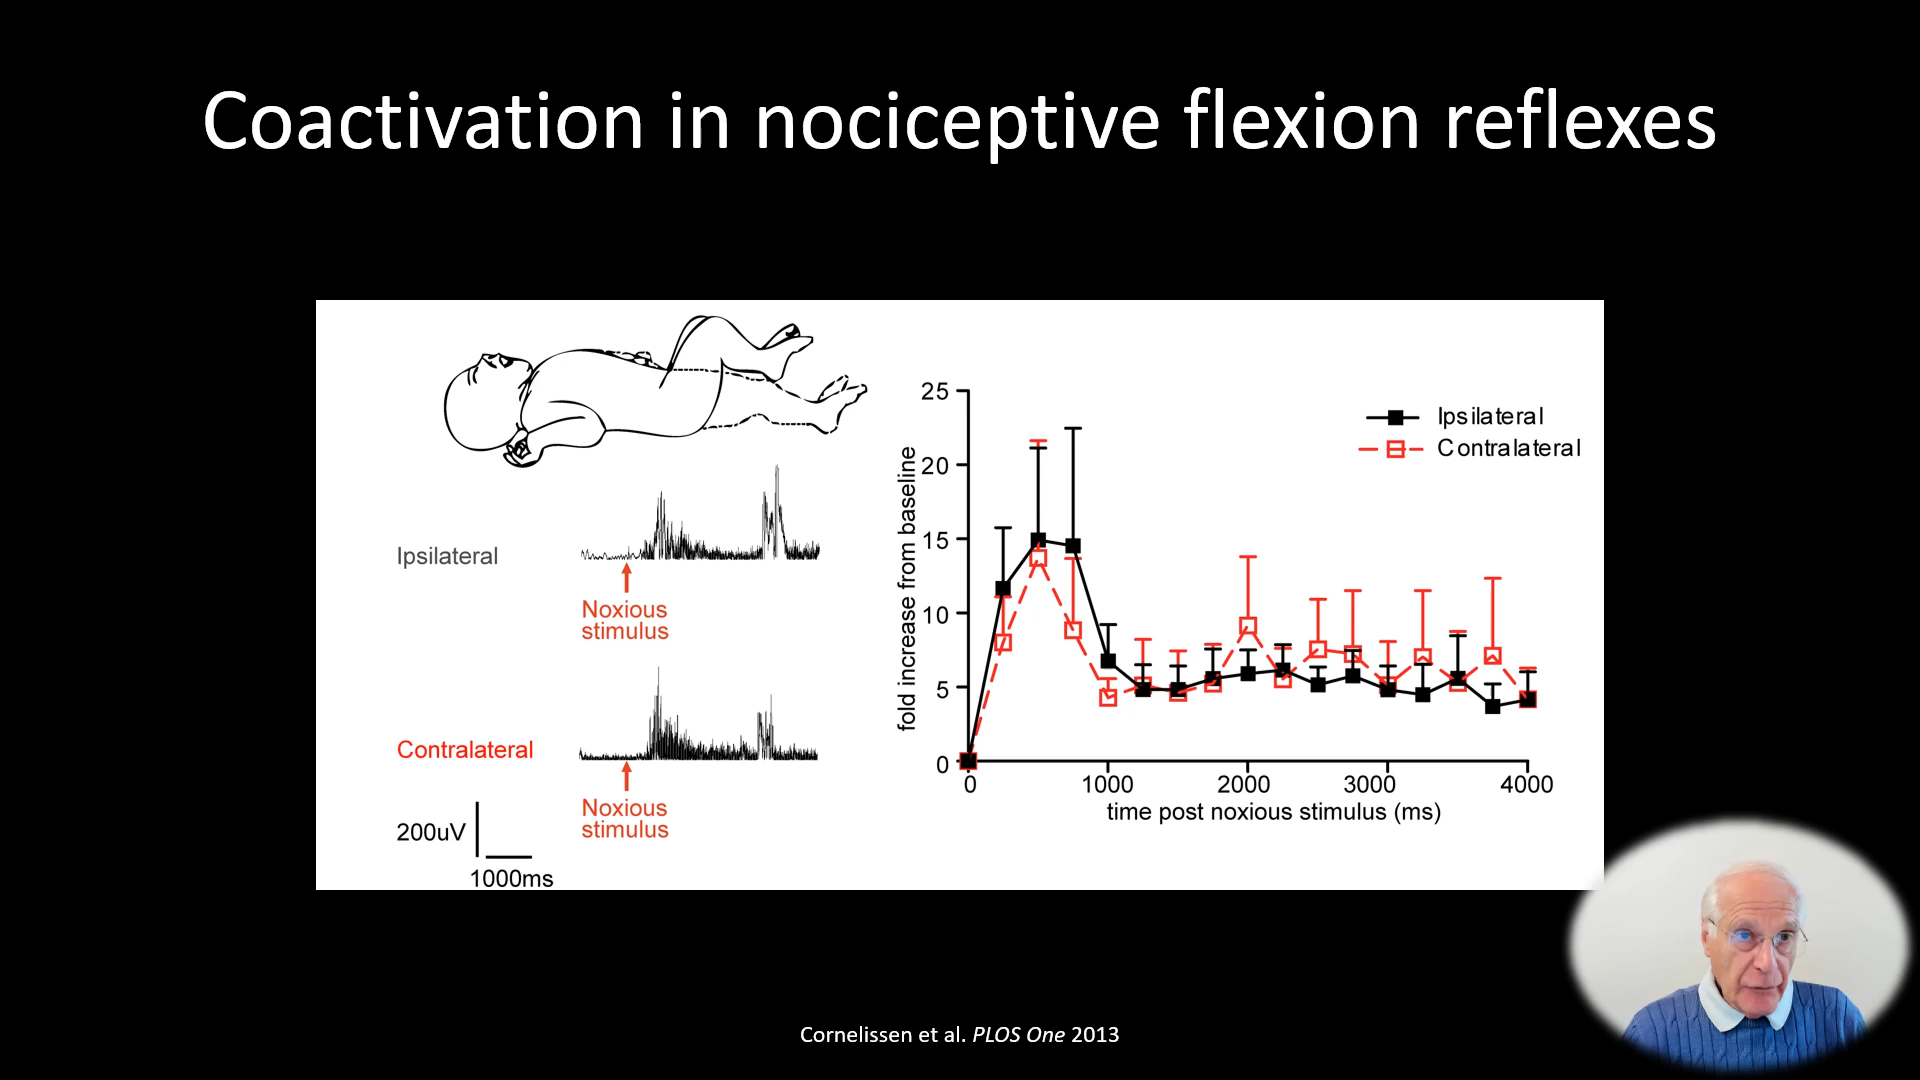 Coactivation in nociceptive flexion reflexes
Ipsilateral
Noxious
stimulus
Contralateral
Noxious
stimulus
200uV
1000ms
fold increase from baseline
25
20
15
10
5
0
0 1000 2000 3000 4000
time post noxious stimulus (ms)
Ipsilateral
Contralateral
Cornelissen et al. PLOS One 2013